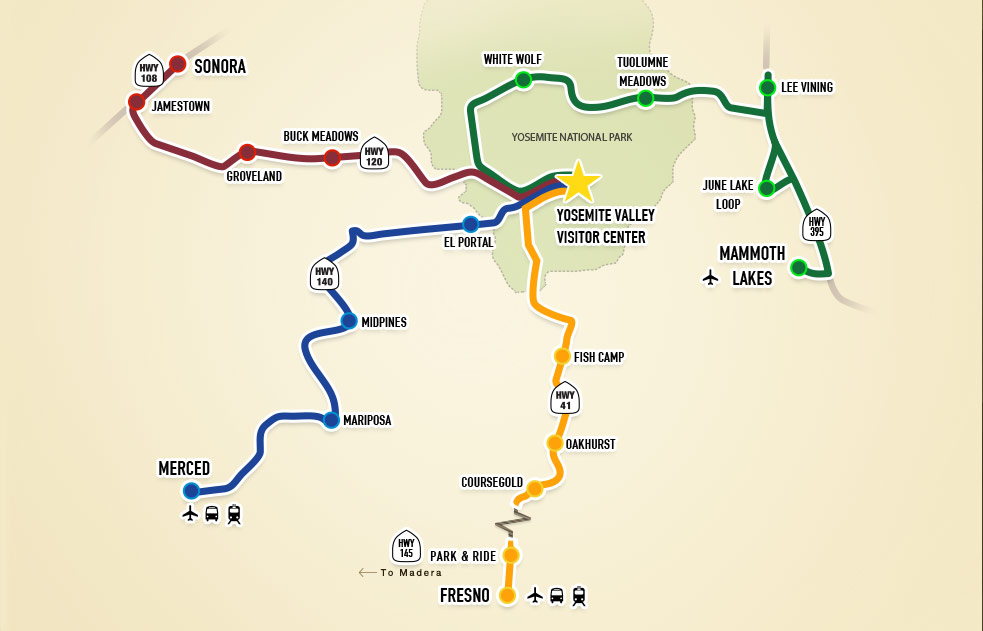 HWY
108
SONORA
JAMESTOWN
BUCK MEADOWS
HWY
120
GROVELAND
WHITE WOLF
TUOLUMNE
MEADOWS
LEE VINING
YOSEMITE NATIONAL PARK
JUNE LAKE
LOOP
HWY
395
YOSEMITE VALLEY
VISITOR CENTER
EL PORTAL
MAMMOTH
LAKES
HWY
140
MIDPINES
FISH CAMP
HWY
41
MARIPOSA
OAKHURST
MERCED
COURSEGOLD
HWY
145
PARK & RIDE
To Madera
FRESNO